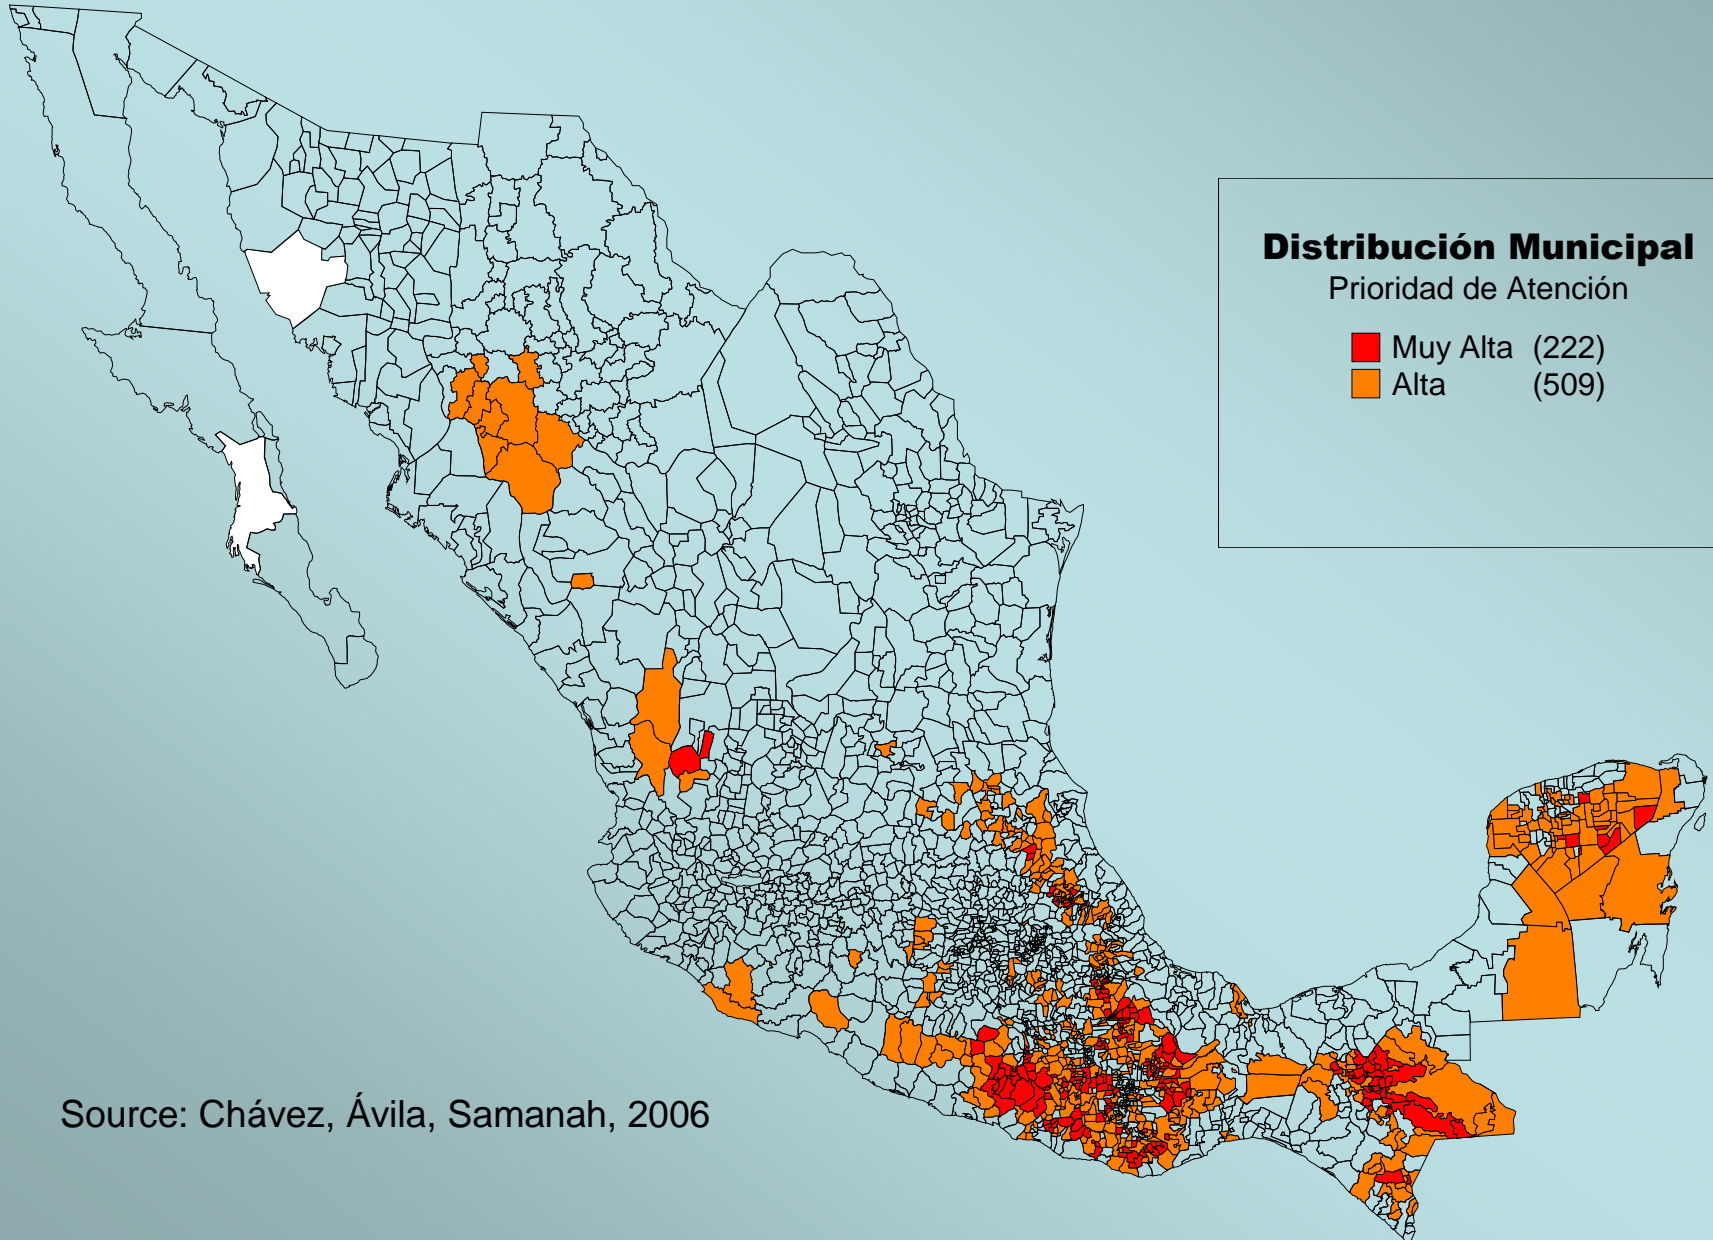 Distribución Municipal
Prioridad de Atención
Muy Alta (222)
Alta (509)
Source: Chávez, Ávila, Samanah, 2006